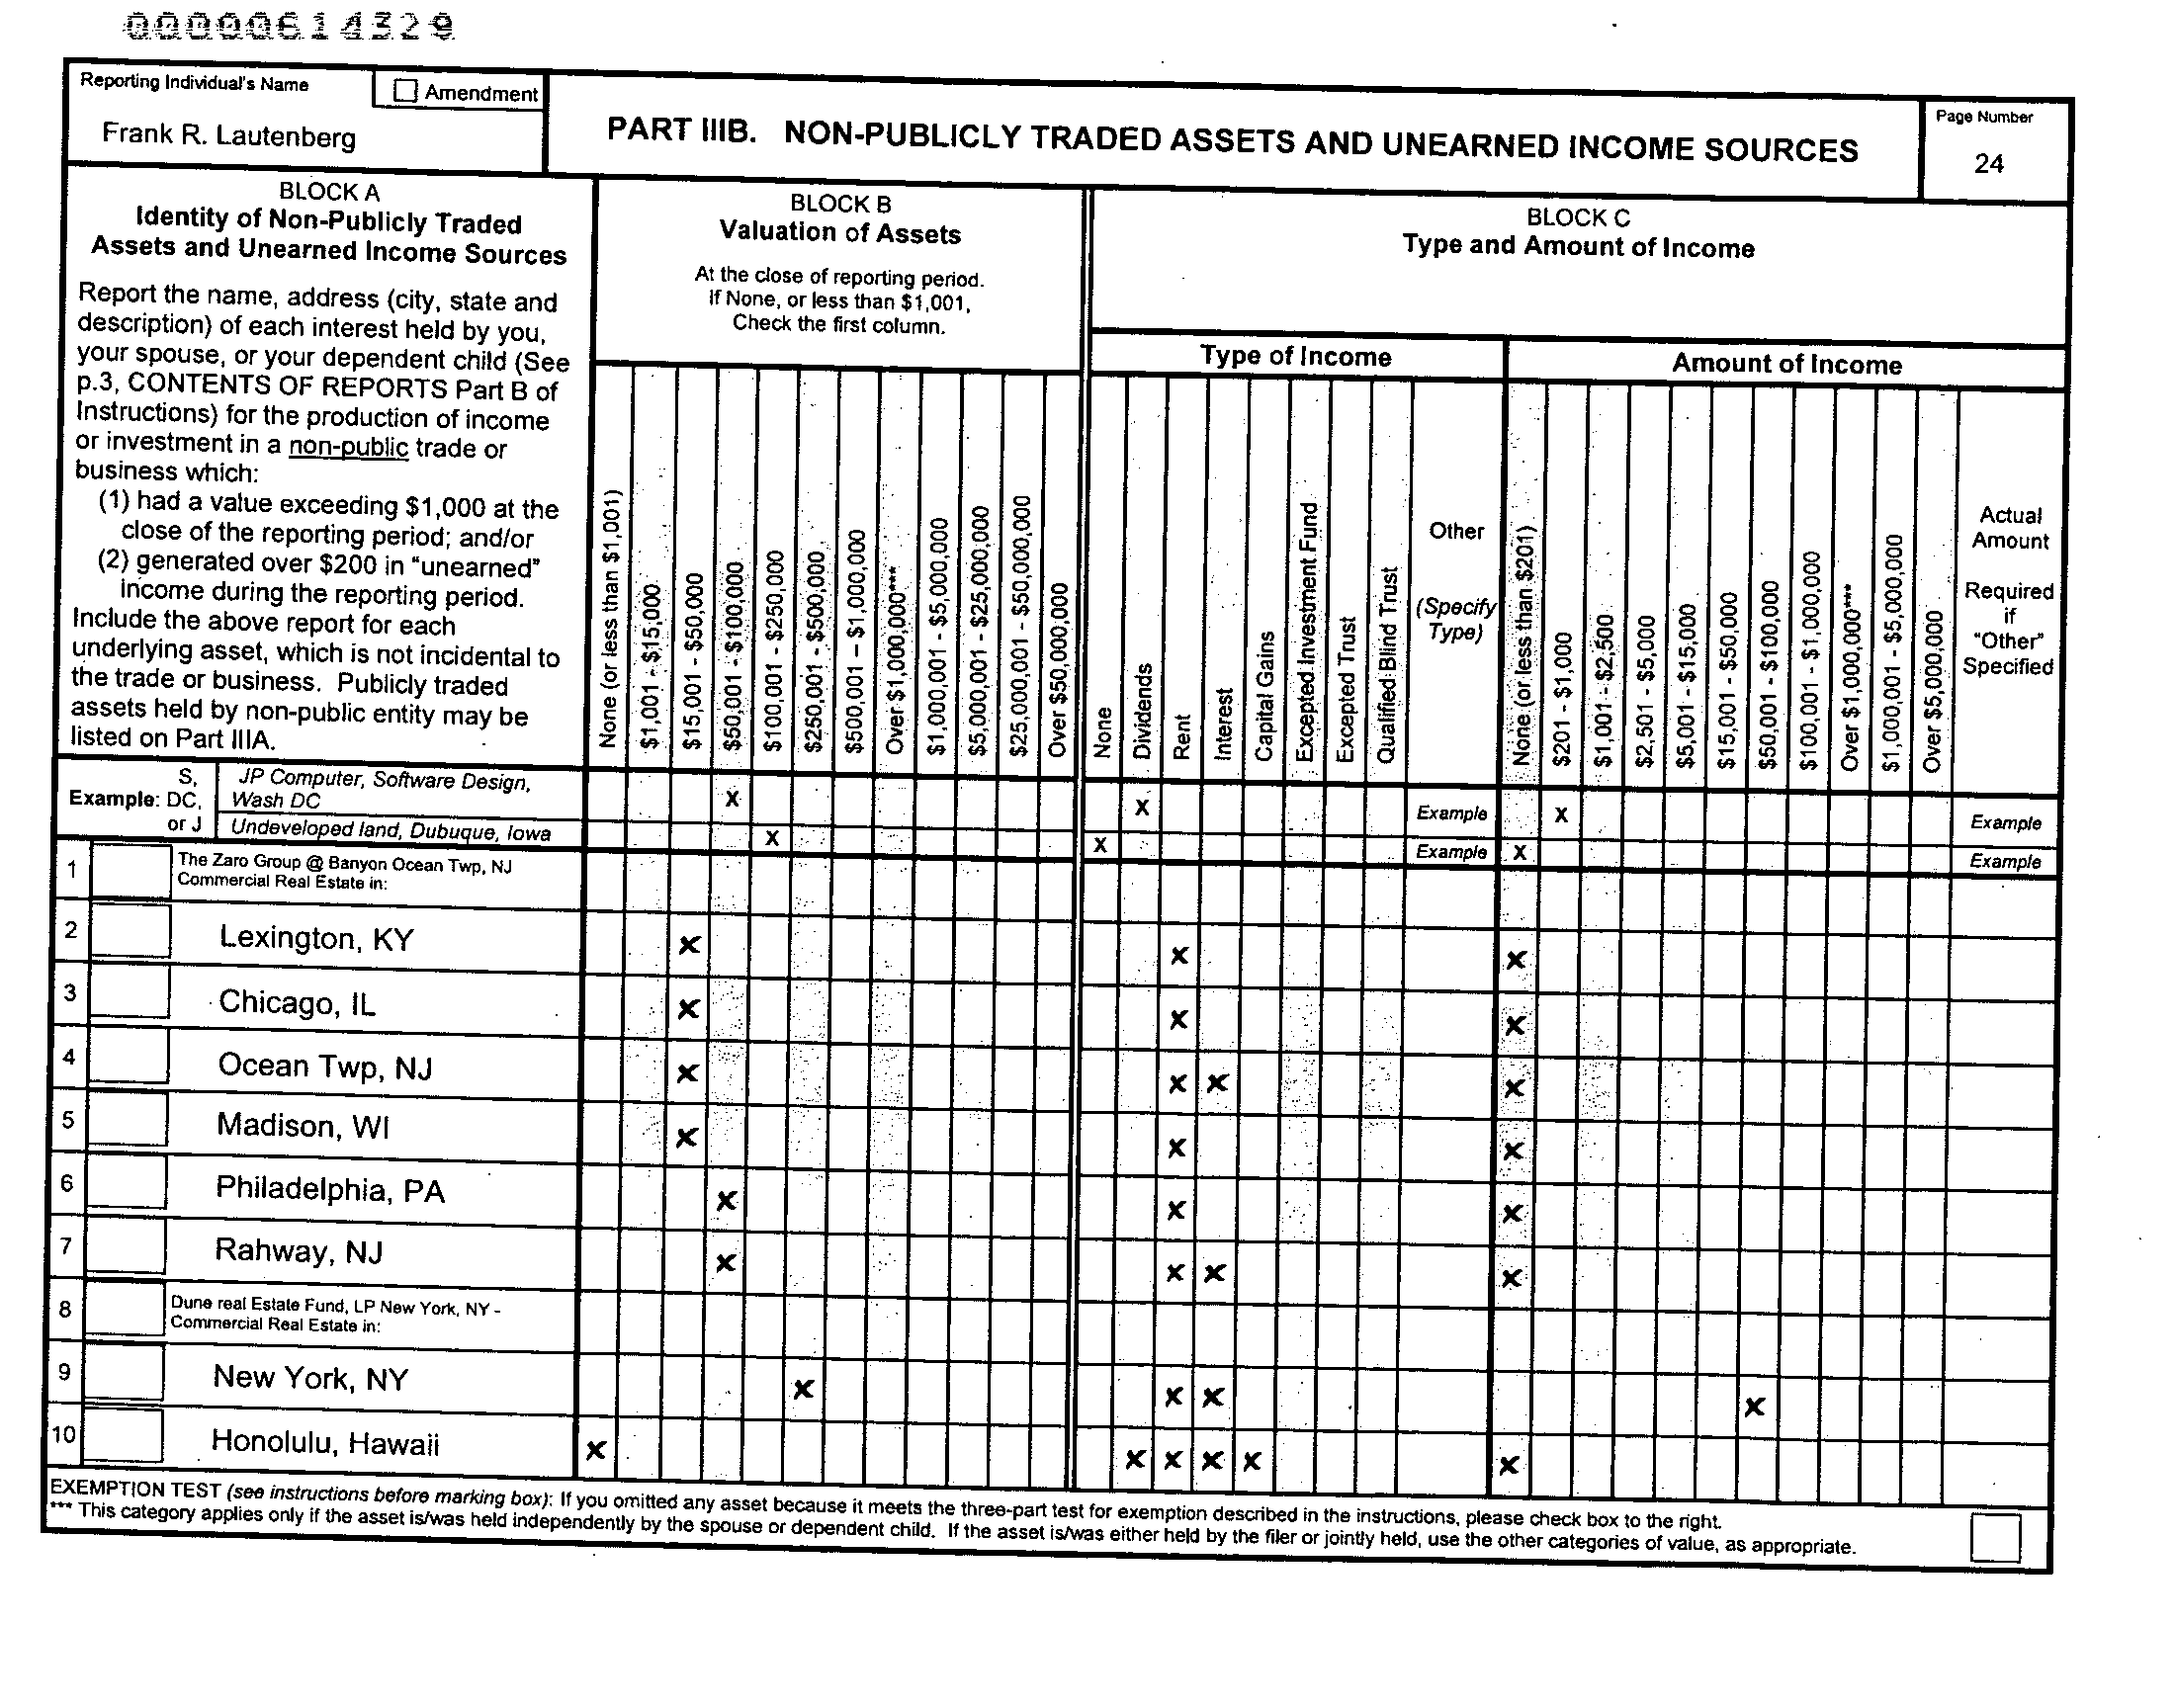 00000614329
Reporting Individual's Name
Amendment
Frank R. Lautenberg
PART IIIB. NON-PUBLICLY TRADED ASSETS AND UNEARNED INCOME SOURCES
Page Number
24
BLOCK A
Identity of Non-Publicly Traded
Assets and Unearned Income Sources
Report the name, address (city, state and
description) of each interest held by you,
your spouse, or your dependent child (See
p.3, CONTENTS OF REPORTS Part B of
Instructions) for the production of income
or investment in a non-public trade or
business which:
(1) had a value exceeding $1,000 at the
close of the reporting period; and/or
(2) generated over $200 in "unearned"
income during the reporting period.
Include the above report for each
underlying asset, which is not incidental to
the trade or business. Publicly traded
assets held by non-public entity may be
listed on Part IIIA.
BLOCK B
Valuation of Assets
At the close of reporting period.
If None, or less than $1,001,
Check the first column.
None (or less than $1,001)
$1,001 - $15,000
$15,001 - $50,000
$50,001 - $100,000
$100,001 - $250,000
$250,001 - $500,000
$500,001 – $1,000,000
Over $1,000,000***
$1,000,001 - $5,000,000
$5,000,001 - $25,000,000
$25,000,001 - $50,000,000
Over $50,000,000
BLOCK C
Type and Amount of Income
Type of Income
None
Dividends
Rent
Interest
Capital Gains
Excepted Investment Fund
Excepted Trust
Qualified Blind Trust
Other
(Specify
Type)
Amount of Income
None (or less than $201)
$201 - $1,000
$1,001 - $2,500
$2,501 - $5,000
$5,001 - $15,000
$15,001 - $50,000
$50,001 - $100,000
$100,001 - $1,000,000
Over $1,000,000***
$1,000,001 - $5,000,000
Over $5,000,000
Actual
Amount
Required
if
"Other"
Specified
Example:
S,
DC,
or J
JP Computer, Software Design,
Wash DC
X X Example X Example
Undeveloped land, Dubuque, Iowa X X Example X Example
1 The Zaro Group @ Banyon Ocean Twp, NJ
Commercial Real Estate in:
2 Lexington, KY X X X
3 Chicago, IL X X X
4 Ocean Twp, NJ X X X X
5 Madison, WI X X X
6 Philadelphia, PA X X X
7 Rahway, NJ X X X X
8 Dune real Estate Fund, LP New York, NY -
Commercial Real Estate in:
9 New York, NY X X X X
10 Honolulu, Hawaii X X X X X X
EXEMPTION TEST (see instructions before marking box): If you omitted any asset because it meets the three-part test for exemption described in the instructions, please check box to the right.
*** This category applies only if the asset is/was held independently by the spouse or dependent child. If the asset is/was either held by the filer or jointly held, use the other categories of value, as appropriate.